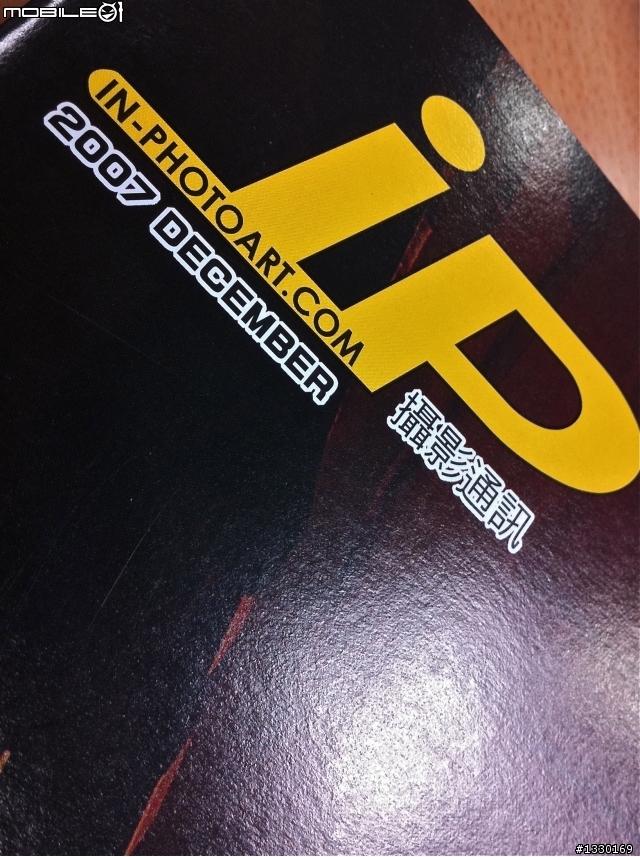 MOBILE01
iP
IN-PHOTOART.COM
2007 DECEMBER
攝影通訊
#1330169